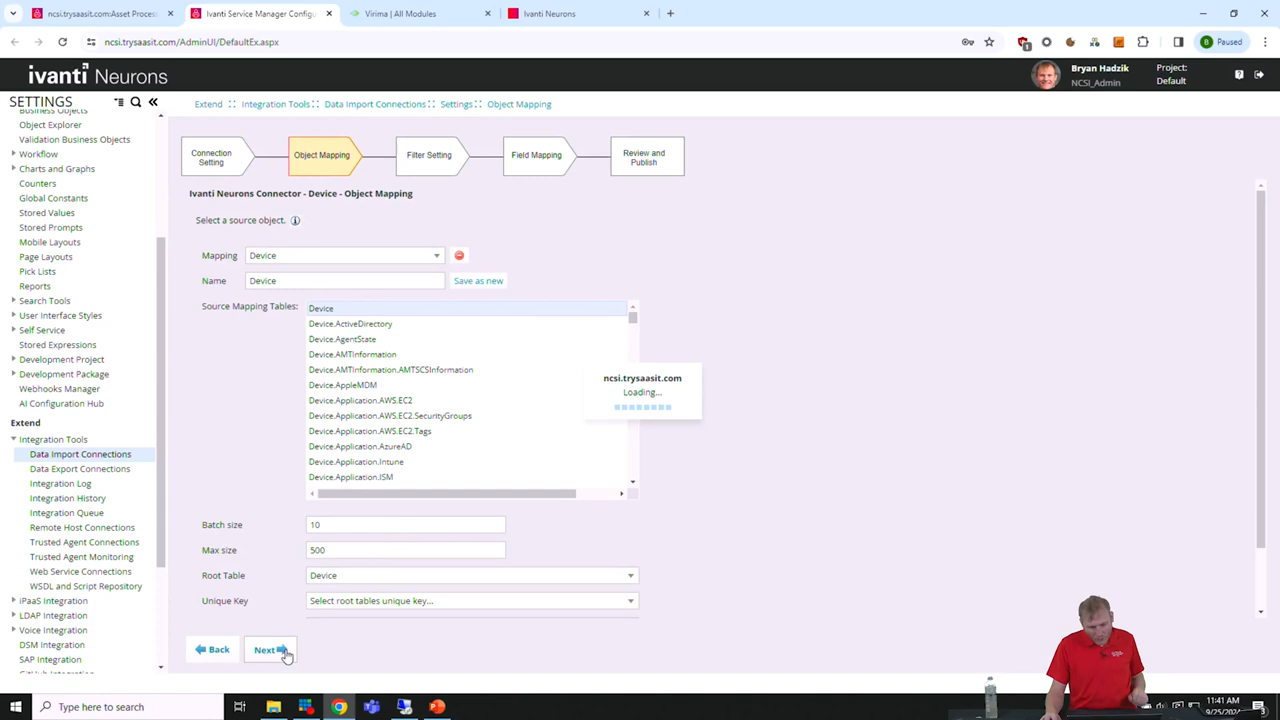 ncsi.trysaasit.com:Asset Process
Ivanti Service Manager Configu
Virima | All Modules
Ivanti Neurons
ncsi.trysaasit.com/AdminUI/DefaultEx.aspx
1
B
Paused
ivanti Neurons
Bryan Hadzik
NCSI_Admin
Project:
Default
SETTINGS
Extend :: Integration Tools :: Data Import Connections :: Settings :: Object Mapping
Business Objects
Object Explorer
Validation Business Objects
Workflow
Charts and Graphs
Counters
Global Constants
Stored Values
Stored Prompts
Mobile Layouts
Page Layouts
Pick Lists
Reports
Search Tools
User Interface Styles
Self Service
Stored Expressions
Development Project
Development Package
Webhooks Manager
AI Configuration Hub
Extend
Integration Tools
Data Import Connections
Data Export Connections
Integration Log
Integration History
Integration Queue
Remote Host Connections
Trusted Agent Connections
Trusted Agent Monitoring
Web Service Connections
WSDL and Script Repository
iPaaS Integration
LDAP Integration
Voice Integration
DSM Integration
SAP Integration
GitHub Integration
Connection
Setting
Object Mapping
Filter Setting
Field Mapping
Review and
Publish
Ivanti Neurons Connector - Device - Object Mapping
Select a source object.
Mapping
Device
Name
Device
Save as new
Source Mapping Tables:
Device
Device.ActiveDirectory
Device.AgentState
Device.AMTInformation
Device.AMTInformation.AMTSCSInformation
Device.AppleMDM
Device.Application.AWS.EC2
Device.Application.AWS.EC2.SecurityGroups
Device.Application.AWS.EC2.Tags
Device.Application.AzureAD
Device.Application.Intune
Device.Application.ISM
ncsi.trysaasit.com
Loading...
Batch size
10
Max size
500
Root Table
Device
Unique Key
Select root tables unique key...
Back
Next
Type here to search
11:41 AM
9/25/2024